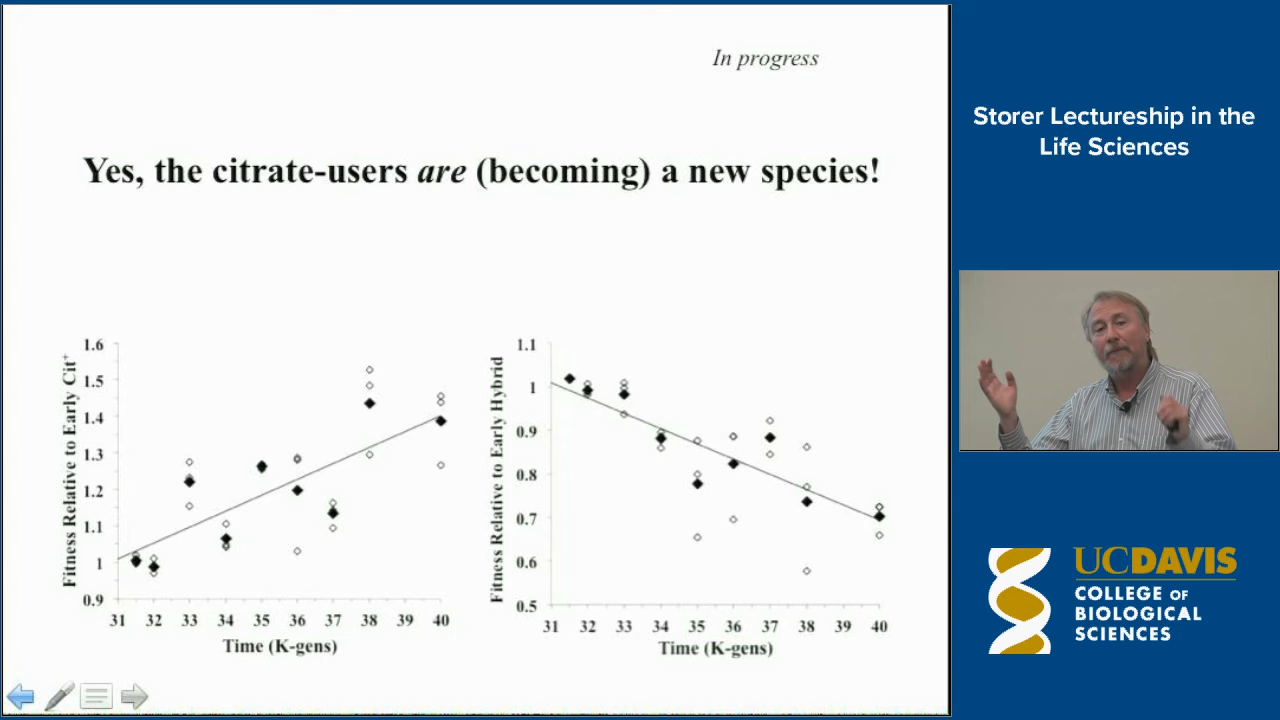 In progress
Yes, the citrate-users are (becoming) a new species!
Fitness Relative to Early Cit+
1.6
1.5
1.4
1.3
1.2
1.1
1
0.9
31 32 33 34 35 36 37 38 39 40
Time (K-gens)
Fitness Relative to Early Hybrid
1.1
1
0.9
0.8
0.7
0.6
0.5
31 32 33 34 35 36 37 38 39 40
Time (K-gens)
Storer Lectureship in the
Life Sciences
UCDAVIS
COLLEGE OF
BIOLOGICAL
SCIENCES